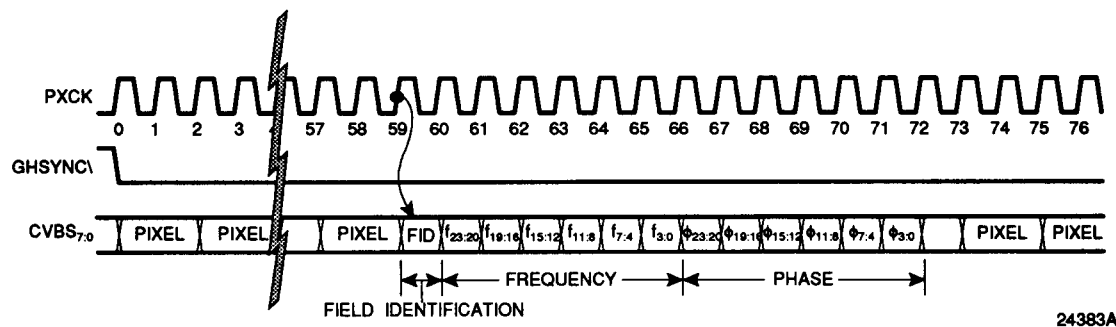 PXCK
0 1 2 3 57 58 59 60 61 62 63 64 65 66 67 68 69 70 71 72 73 74 75 76
GHSYNC\
CVBS7:0 PIXEL PIXEL PIXEL FID f23:20 f19:16 f15:12 f11:8 f7:4 f3:0 ϕ23:20 ϕ19:16 ϕ15:12 ϕ11:8 ϕ7:4 ϕ3:0 PIXEL PIXEL
FREQUENCY PHASE
FIELD IDENTIFICATION
24383A